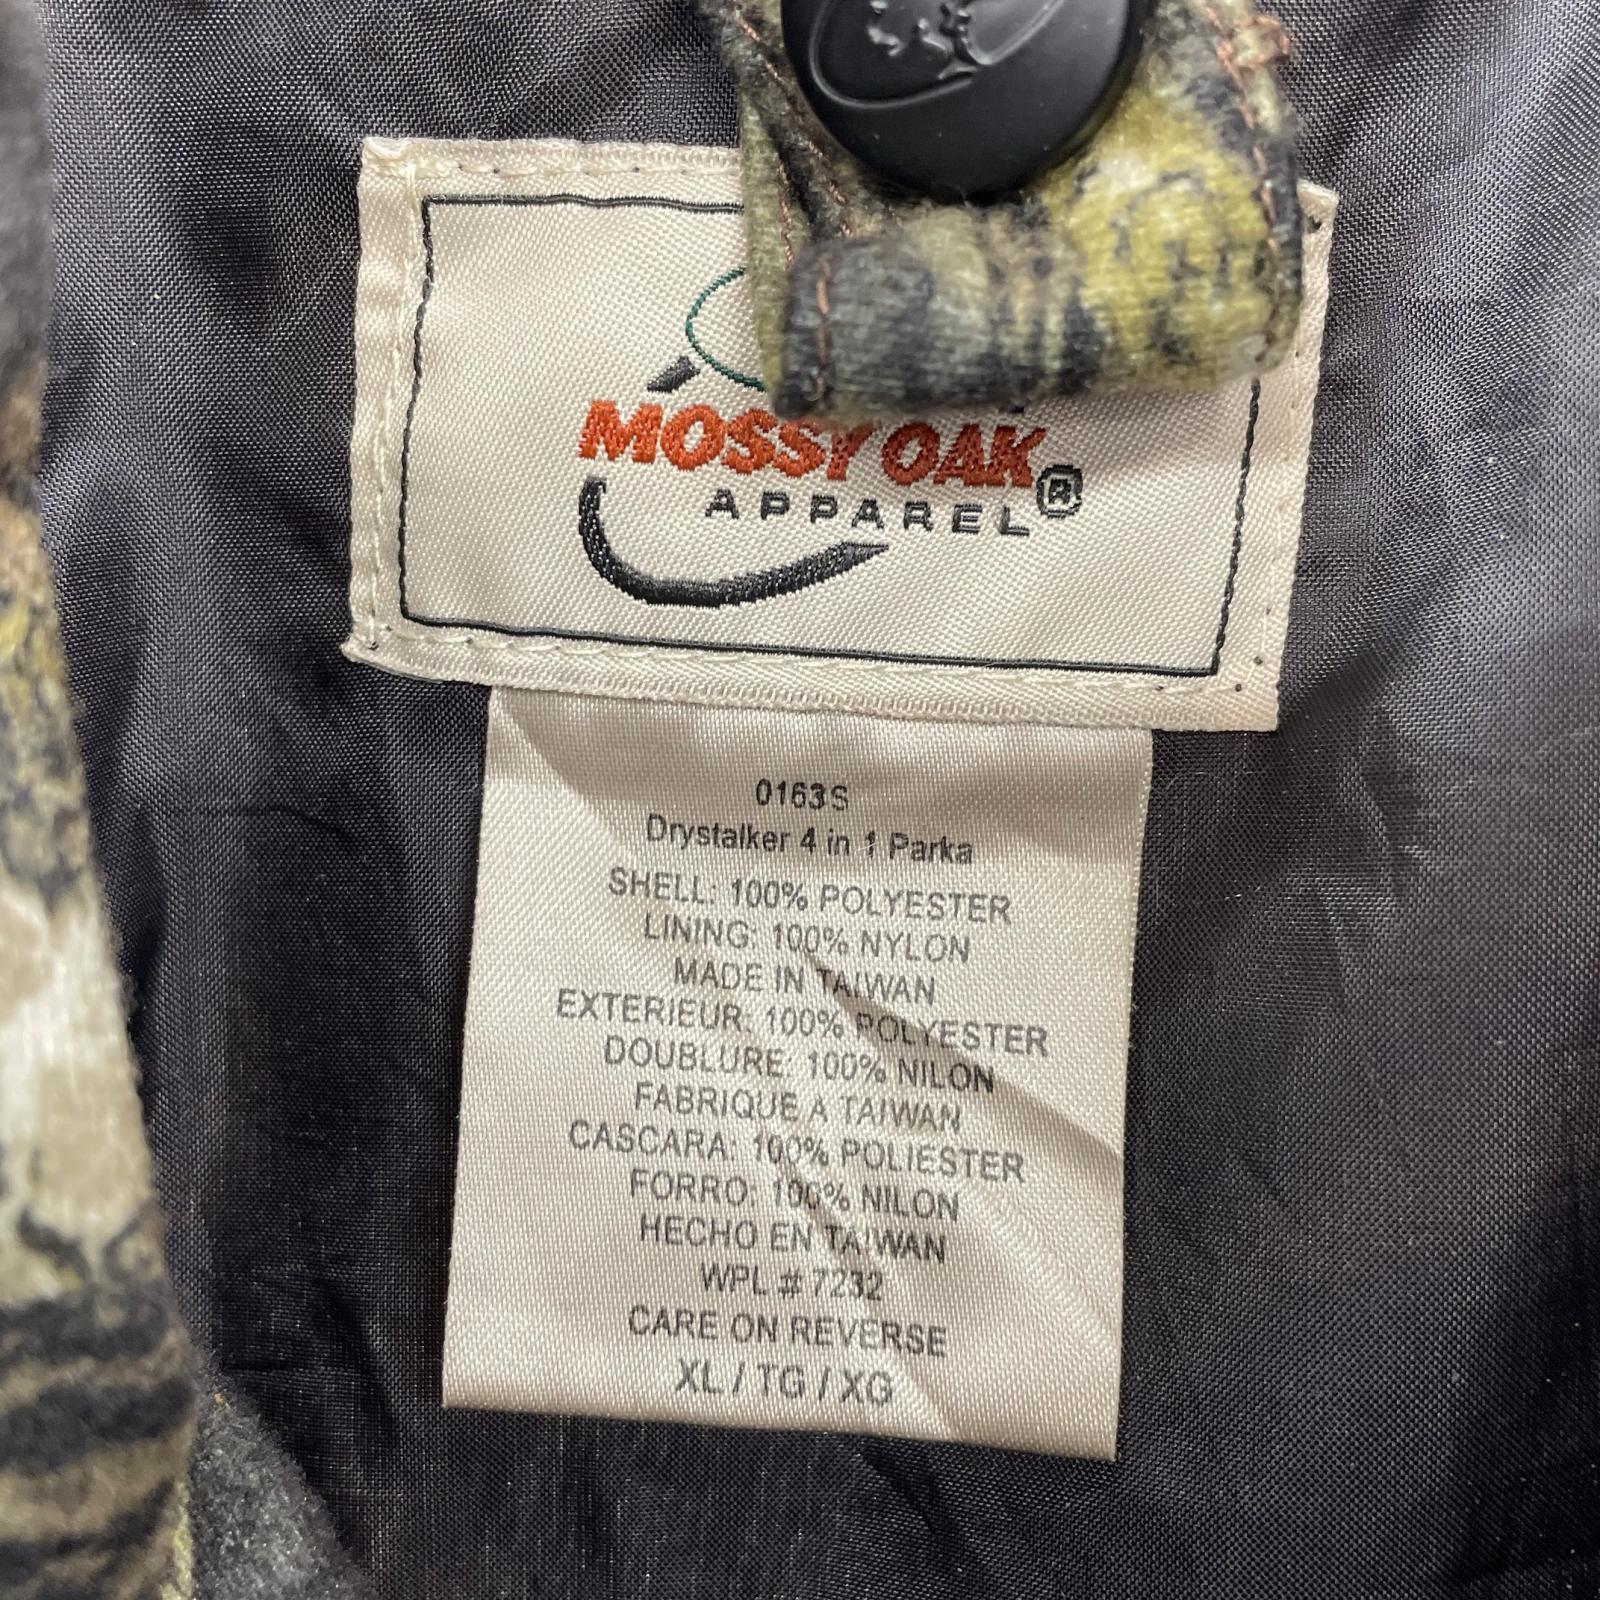 MOSSY OAK®
APPAREL
0163S
Drystalker 4 in 1 Parka
SHELL: 100% POLYESTER
LINING: 100% NYLON
MADE IN TAIWAN
EXTERIEUR: 100% POLYESTER
DOUBLURE: 100% NILON
FABRIQUE A TAIWAN
CASCARA: 100% POLIESTER
FORRO: 100% NILON
HECHO EN TAIWAN
WPL # 7232
CARE ON REVERSE
XL / TG / XG